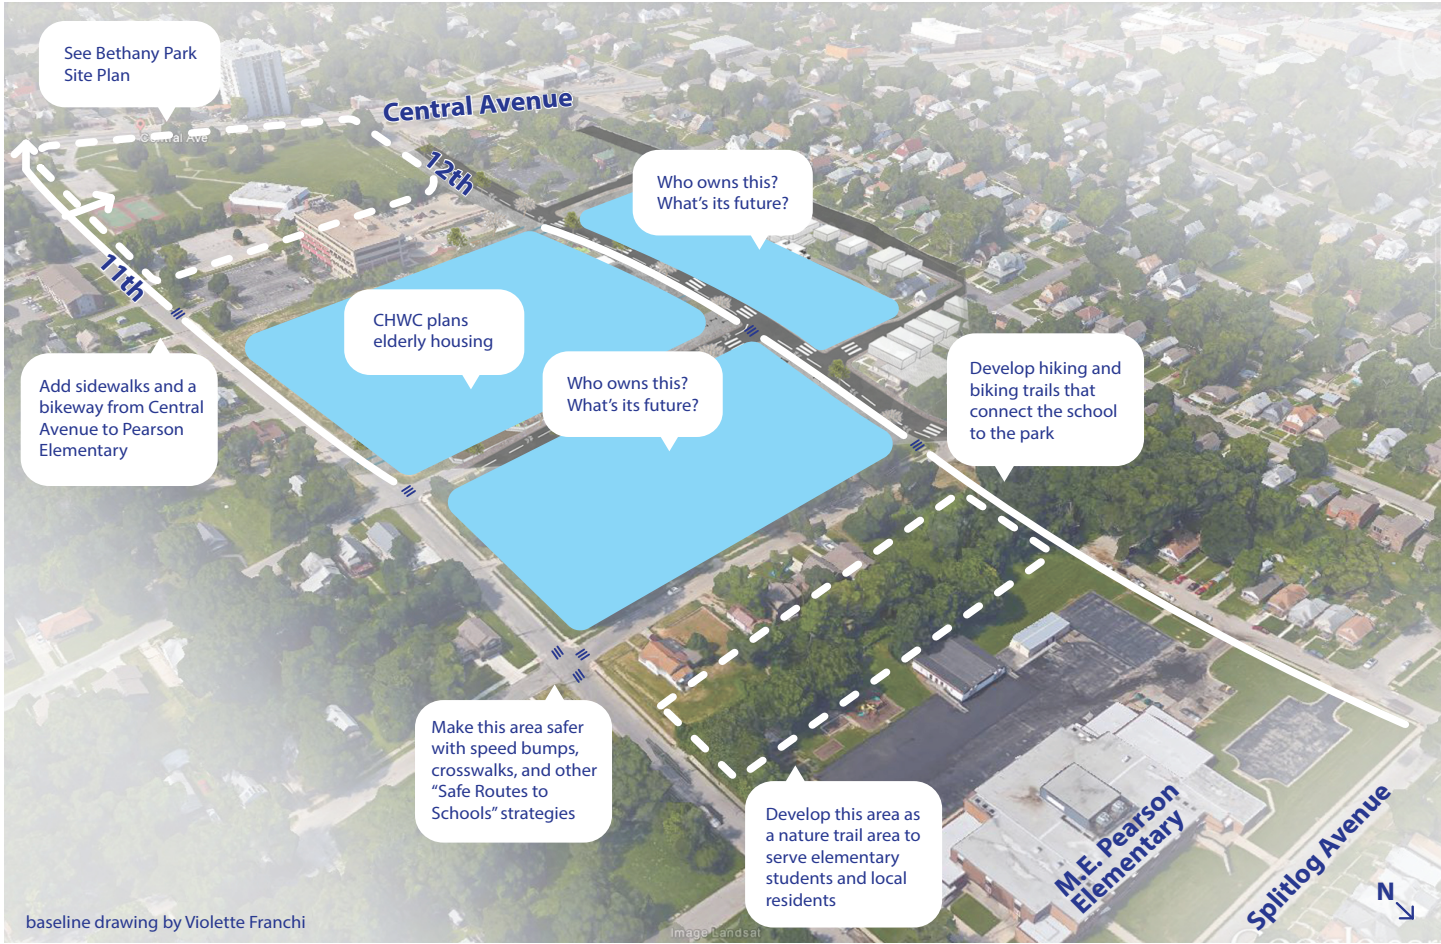 See Bethany Park
Site Plan
Central Avenue
Central Ave
12th
Who owns this?
What's its future?
11th
CHWC plans
elderly housing
Add sidewalks and a
bikeway from Central
Avenue to Pearson
Elementary
Who owns this?
What's its future?
Develop hiking and
biking trails that
connect the school
to the park
Make this area safer
with speed bumps,
crosswalks, and other
“Safe Routes to
Schools” strategies
Develop this area as
a nature trail area to
serve elementary
students and local
residents
M.E. Pearson
Elementary
Splitlog Avenue
N
baseline drawing by Violette Franchi
Image Landsat